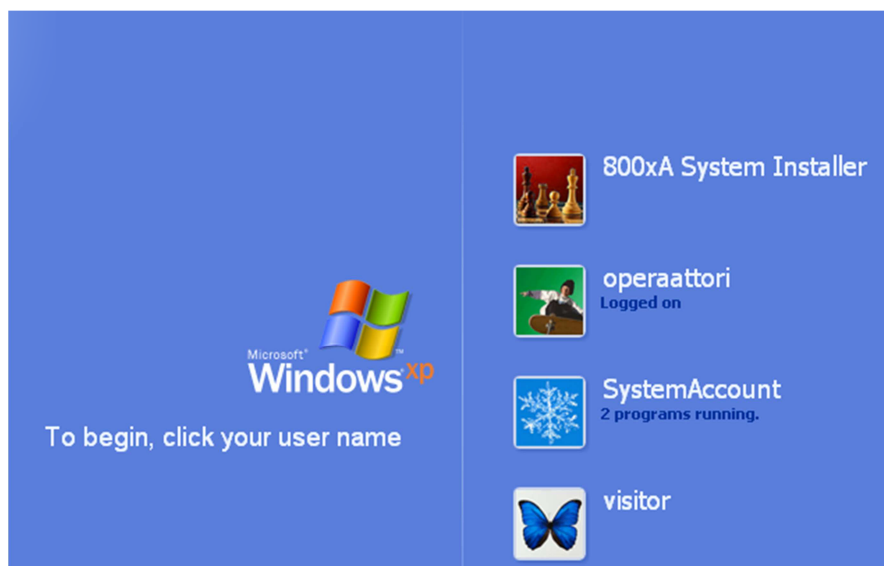 Microsoft®
Windows xp™
To begin, click your user name
800xA System Installer
operaattori
Logged on
SystemAccount
2 programs running.
visitor